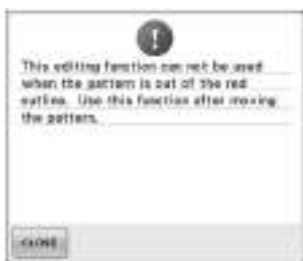 !
This editing function can not be used
when the pattern is out of the red
outline. Use this function after moving
the pattern.
CLOSE